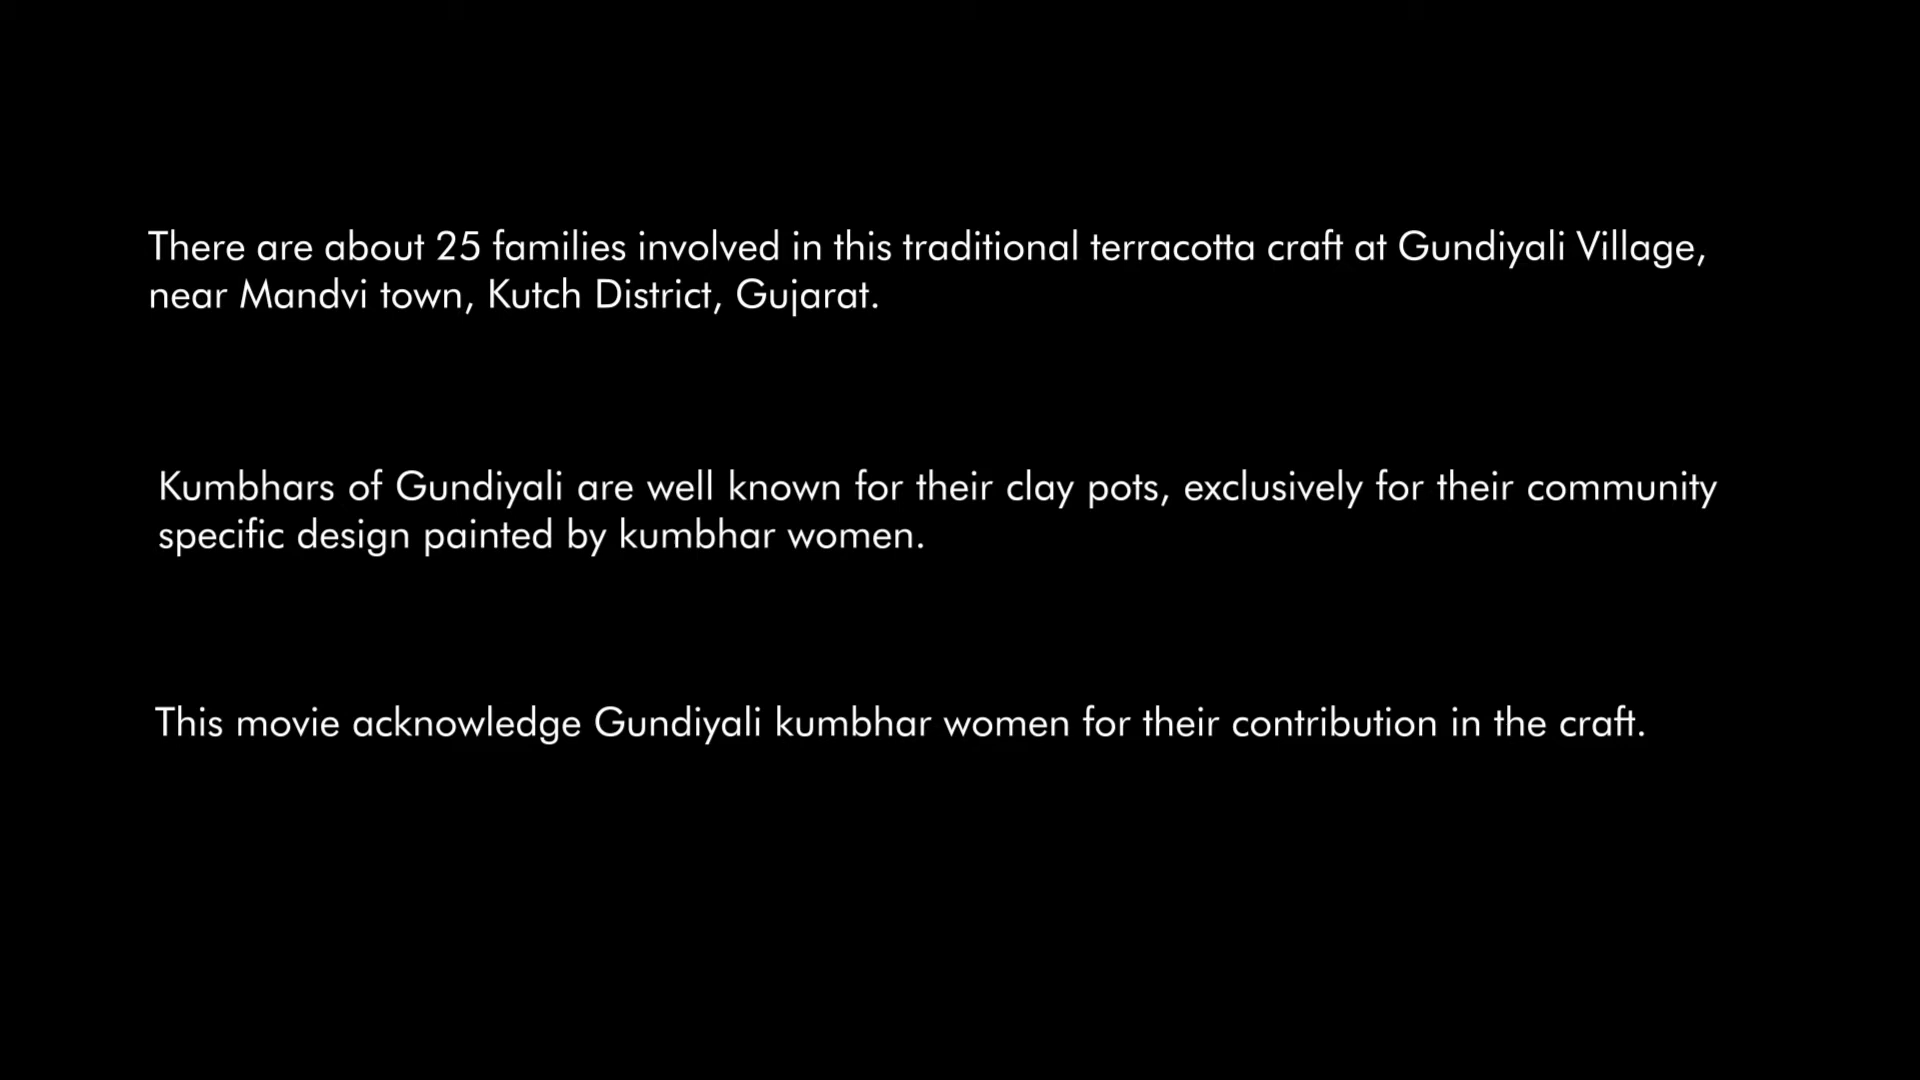 There are about 25 families involved in this traditional terracotta craft at Gundiyali Village,
near Mandvi town, Kutch District, Gujarat.
Kumbhars of Gundiyali are well known for their clay pots, exclusively for their community
specific design painted by kumbhar women.
This movie acknowledge Gundiyali kumbhar women for their contribution in the craft.